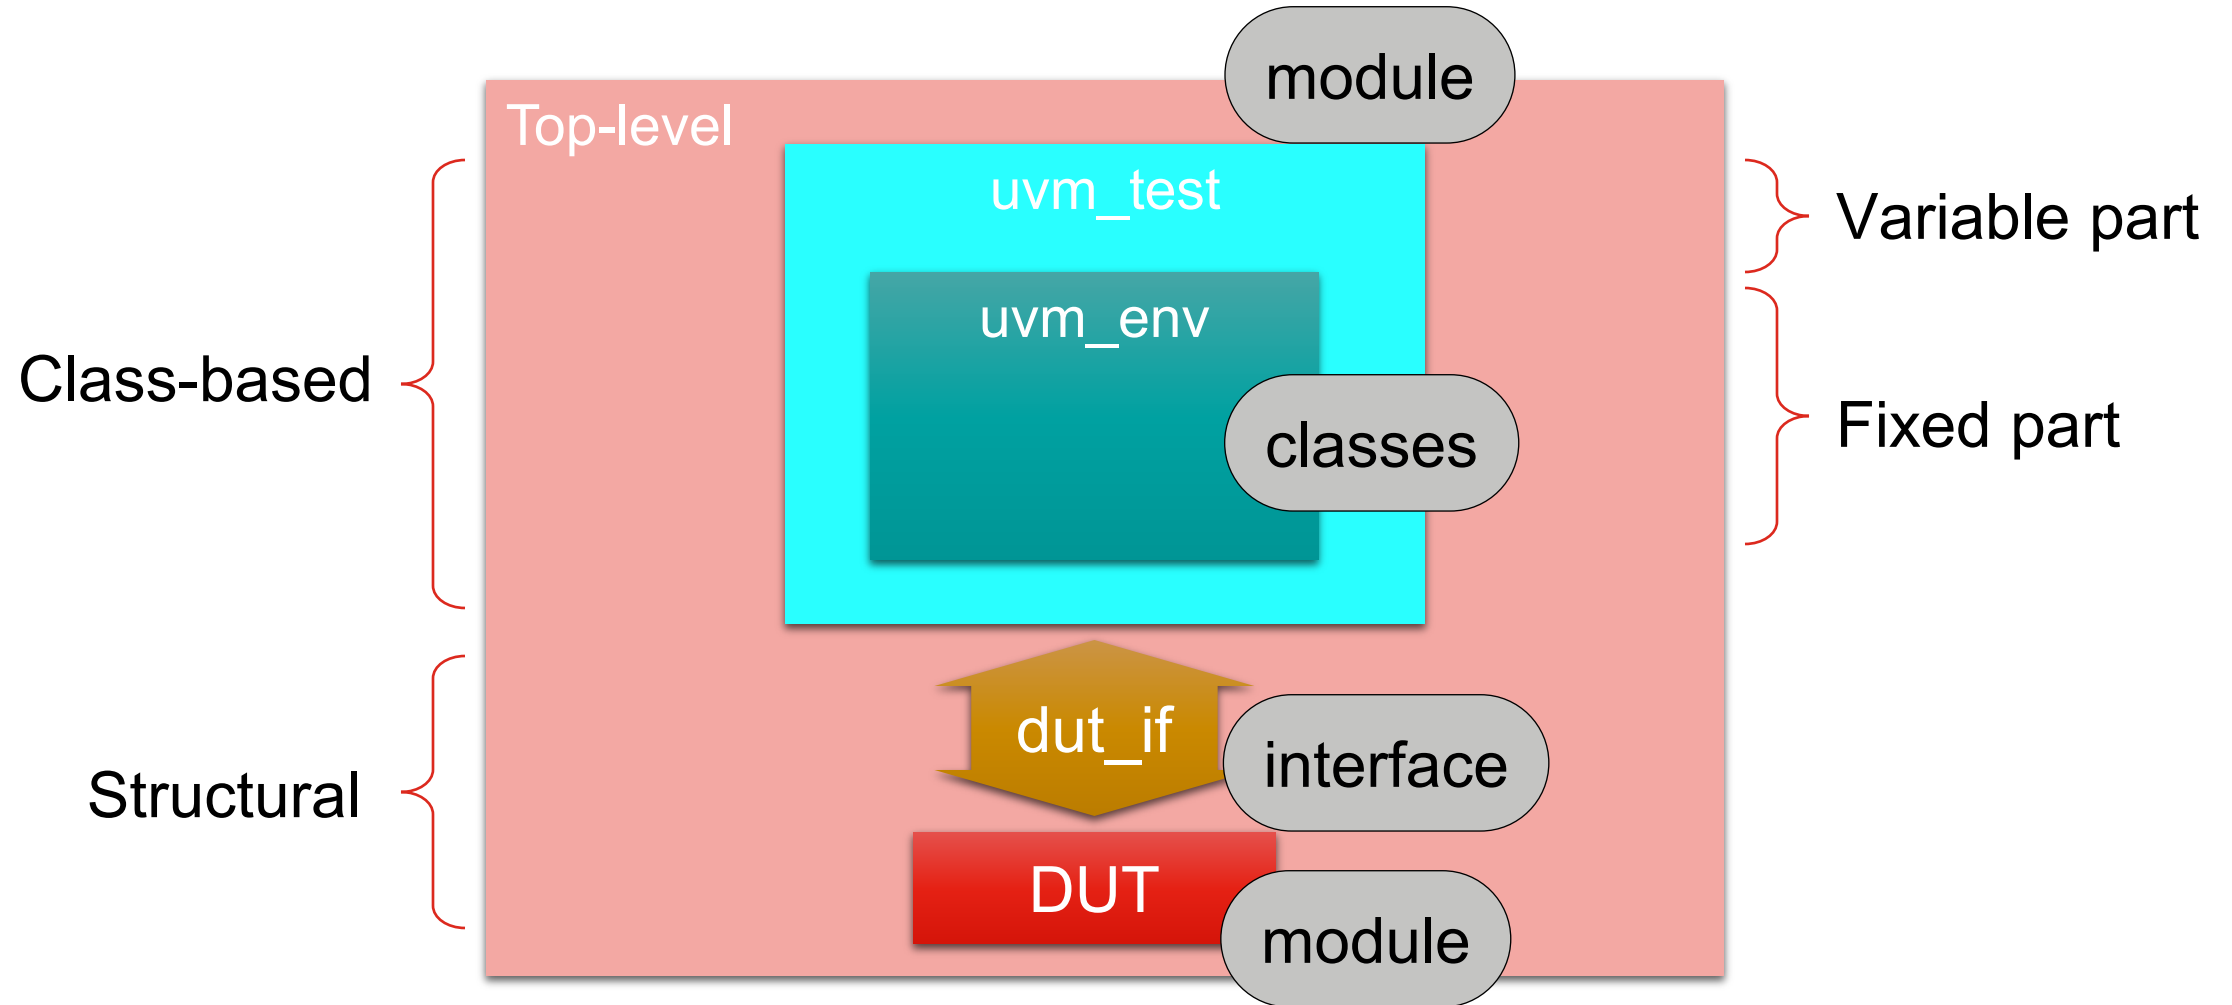 module
Top-level
uvm_test
Variable part
uvm_env
Class-based
classes
Fixed part
dut_if
interface
Structural
DUT
module